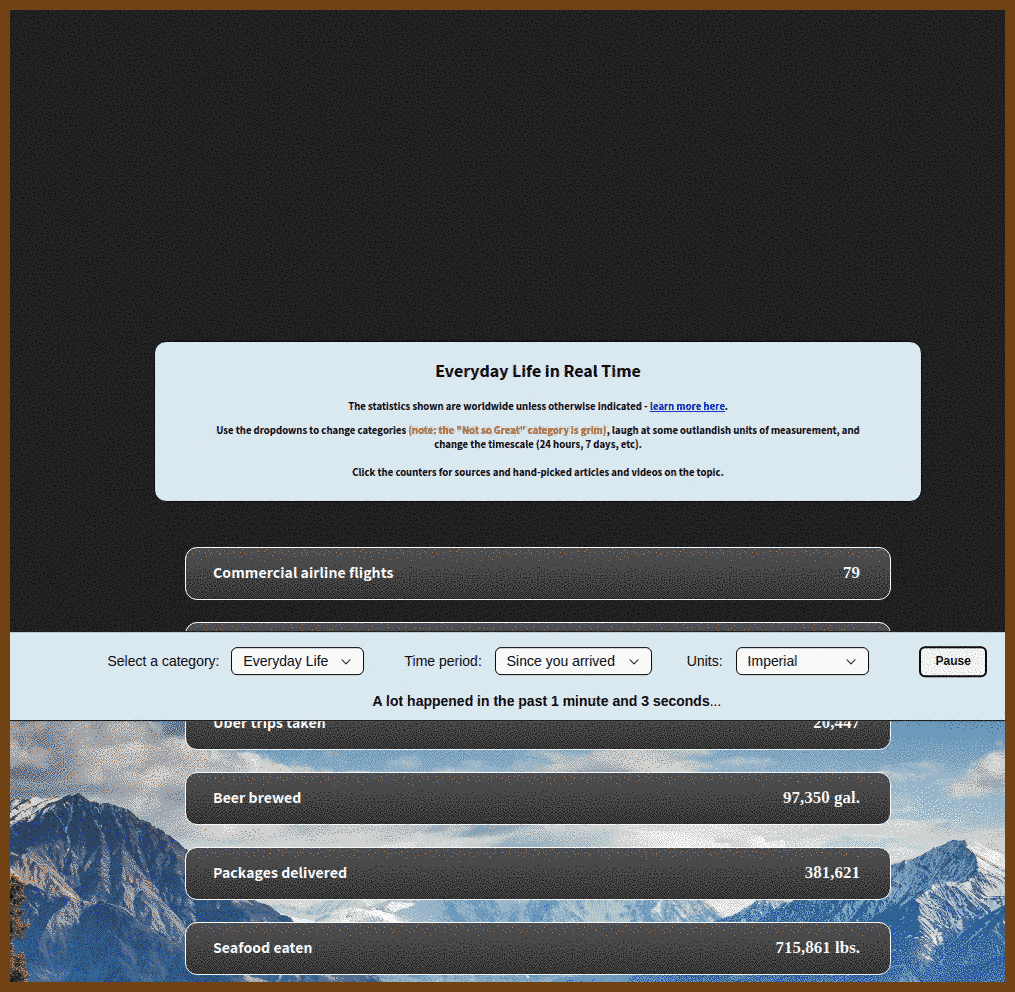 Everyday Life in Real Time
The statistics shown are worldwide unless otherwise indicated - learn more here.
Use the dropdowns to change categories (note: the "Not so Great" category is grim), laugh at some outlandish units of measurement, and
change the timescale (24 hours, 7 days, etc).
Click the counters for sources and hand-picked articles and videos on the topic.
Commercial airline flights 79
Select a category: Everyday Life Time period: Since you arrived Units: Imperial Pause
A lot happened in the past 1 minute and 3 seconds...
Uber trips taken 20,447
Beer brewed 97,350 gal.
Packages delivered 381,621
Seafood eaten 715,861 lbs.